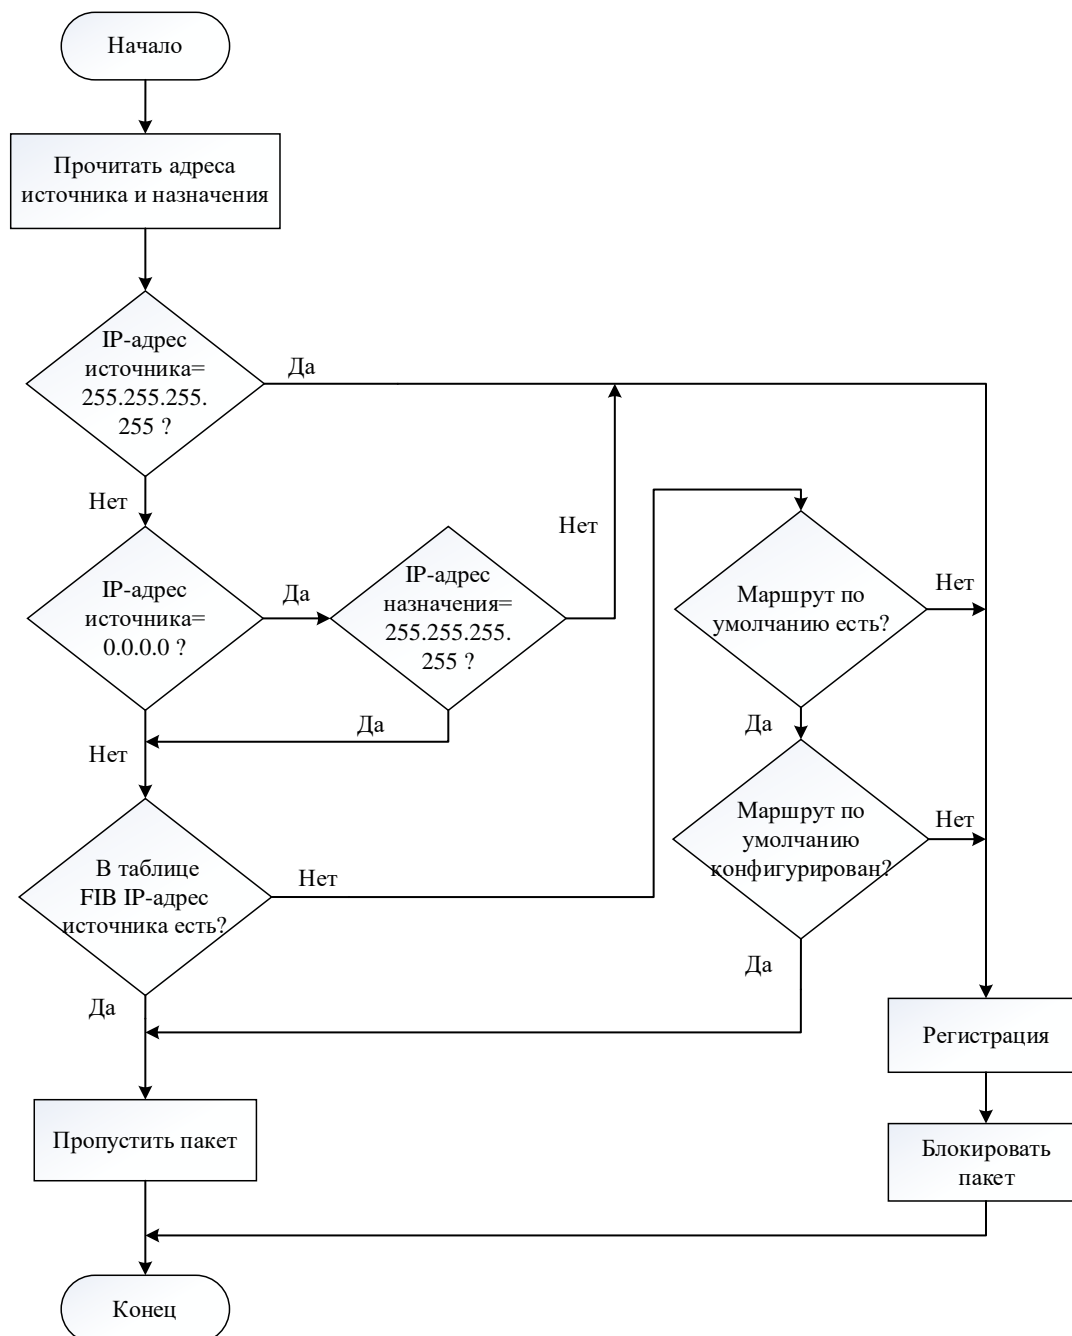 Начало
Прочитать адреса
источника и назначения
IP-адрес
источника=
255.255.255.
255 ?
Да
Нет
IP-адрес
источника=
0.0.0.0 ?
Да
IP-адрес
назначения=
255.255.255.
255 ?
Нет
Да
Нет
Маршрут по
умолчанию есть?
Нет
Да
Маршрут по
умолчанию
конфигурирован?
Нет
Да
В таблице
FIB IP-адрес
источника есть?
Нет
Да
Регистрация
Пропустить пакет
Блокировать
пакет
Конец